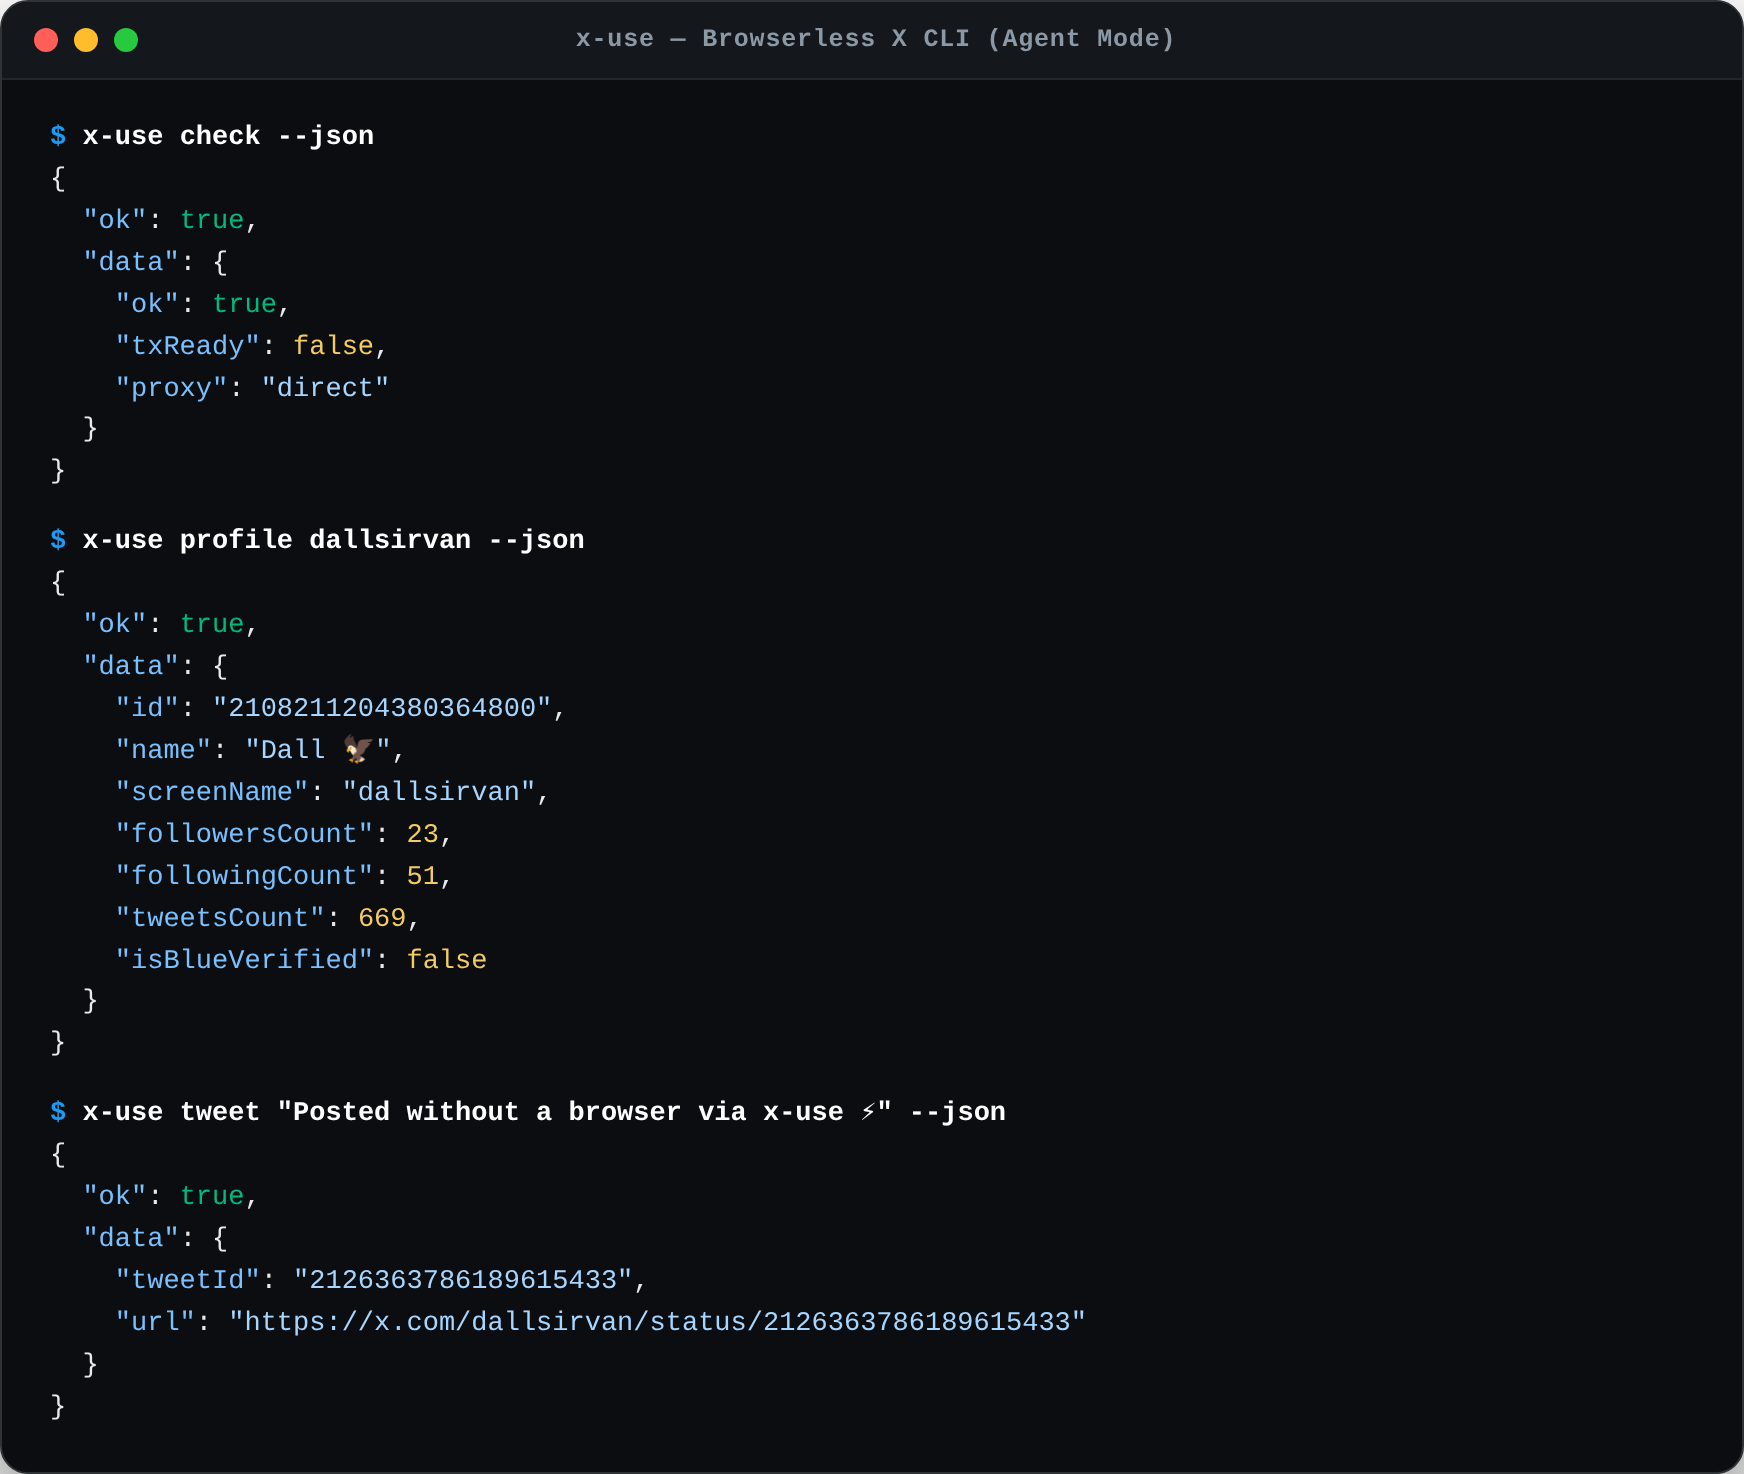 x-use — Browserless X CLI (Agent Mode)
$ x-use check --json
{
  "ok": true,
  "data": {
    "ok": true,
    "txReady": false,
    "proxy": "direct"
  }
}
$ x-use profile dallsirvan --json
{
  "ok": true,
  "data": {
    "id": "2108211204380364800",
    "name": "Dall 🦅",
    "screenName": "dallsirvan",
    "followersCount": 23,
    "followingCount": 51,
    "tweetsCount": 669,
    "isBlueVerified": false
  }
}
$ x-use tweet "Posted without a browser via x-use ⚡" --json
{
  "ok": true,
  "data": {
    "tweetId": "2126363786189615433",
    "url": "https://x.com/dallsirvan/status/2126363786189615433"
  }
}